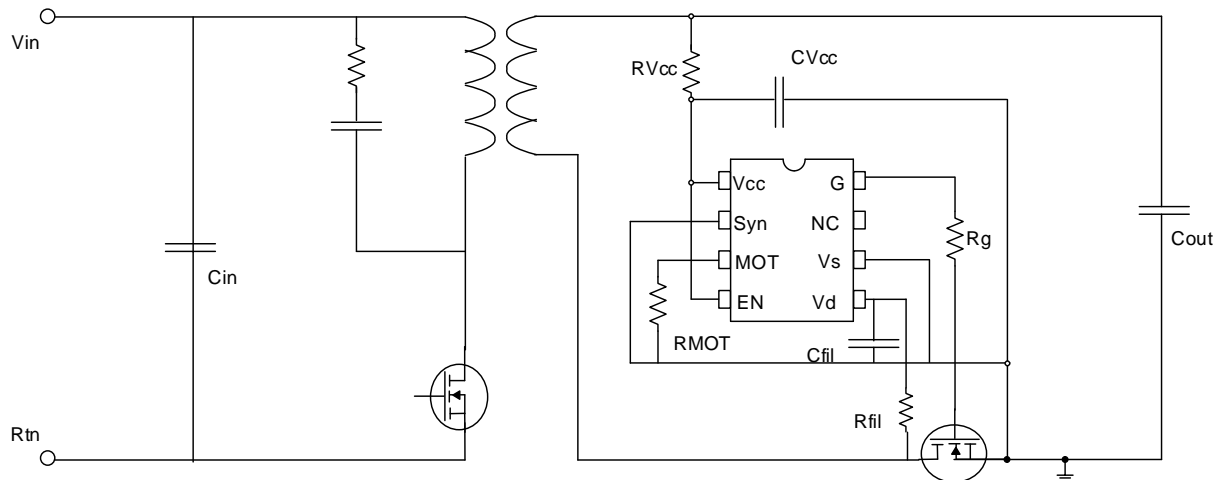 Vin
RVcc
CVcc
Vcc
G
Syn
NC
Rg
Cout
MOT
Vs
Cin
EN
Vd
RMOT
Cfil
Rfil
Rtn